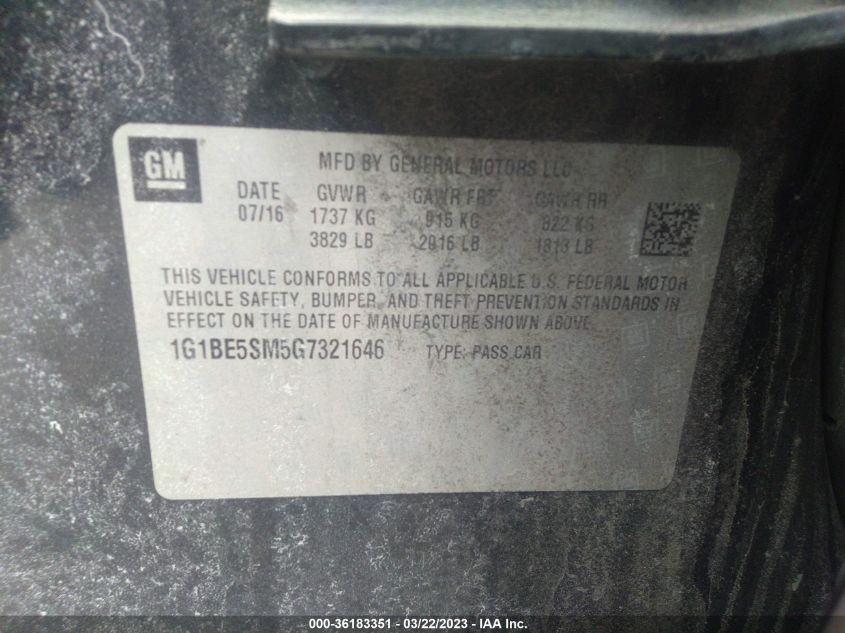 GM
MFD BY GENERAL MOTORS LLC
DATE GVWR GAWR FRT GAWR RR
07/16 1737 KG 915 KG 822 KG
3829 LB 2016 LB 1813 LB
THIS VEHICLE CONFORMS TO ALL APPLICABLE U.S. FEDERAL MOTOR
VEHICLE SAFETY, BUMPER, AND THEFT PREVENTION STANDARDS IN
EFFECT ON THE DATE OF MANUFACTURE SHOWN ABOVE.
1G1BE5SM5G7321646 TYPE: PASS CAR
000-36183351 - 03/22/2023 - IAA Inc.